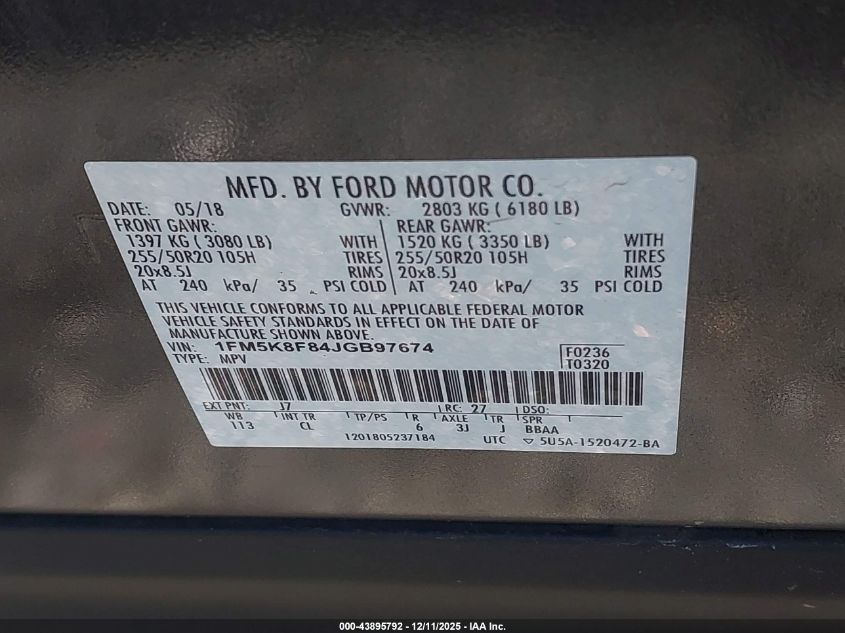 MFD. BY FORD MOTOR CO.
DATE: 05/18 GVWR: 2803 KG ( 6180 LB)
FRONT GAWR: REAR GAWR:
1397 KG ( 3080 LB) WITH 1520 KG ( 3350 LB) WITH
255/50R20 105H TIRES 255/50R20 105H TIRES
20x8.5J RIMS 20x8.5J RIMS
AT 240 kPa/ 35 PSI COLD AT 240 kPa/ 35 PSI COLD
THIS VEHICLE CONFORMS TO ALL APPLICABLE FEDERAL MOTOR
VEHICLE SAFETY STANDARDS IN EFFECT ON THE DATE OF
MANUFACTURE SHOWN ABOVE.
VIN: 1FM5K8F84JGB97674 F0236
TYPE: MPV T0320
EXT PNT: J7 RC: 27 DSO:
WB INT TR TP/PS R AXLE TR SPR
113 CL 6 3J J BBAA
1201805237184 UTC ▽ 5U5A-1520472-BA
000-43895792 - 12/11/2025 - IAA Inc.